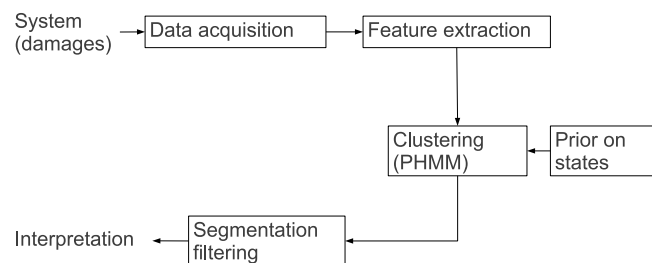 System
(damages)
Data acquisition
Feature extraction
Clustering
(PHMM)
Prior on
states
Interpretation
Segmentation
filtering